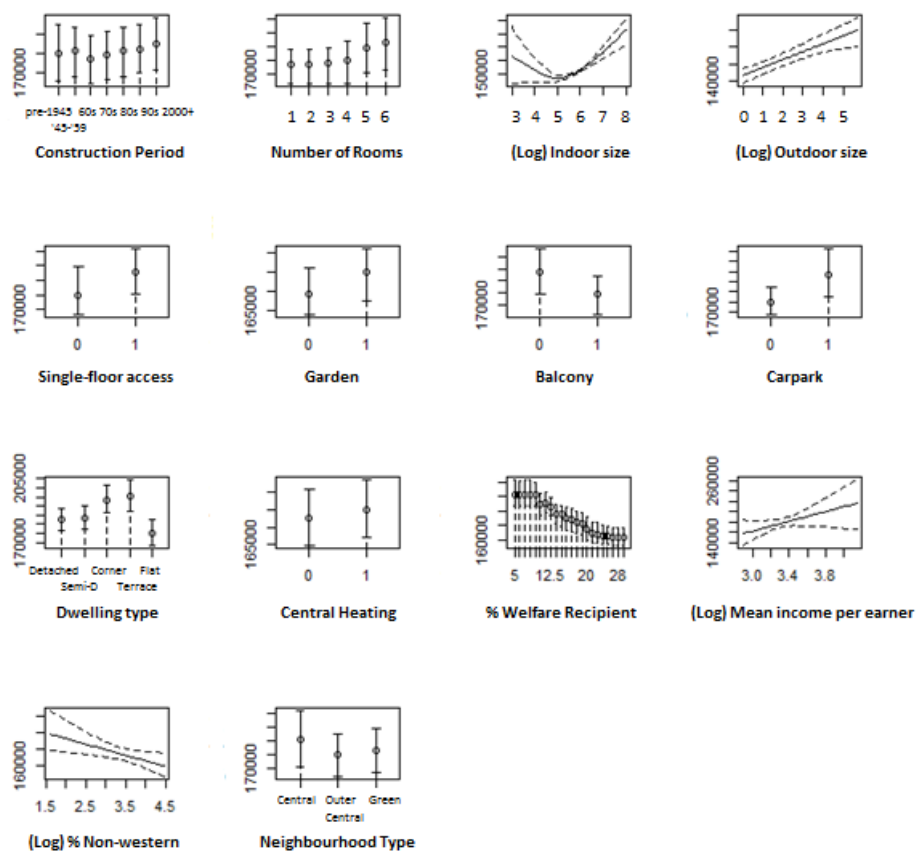 170000
pre-1945 60s 70s 80s 90s 2000+
'45-'59
Construction Period
170000
1 2 3 4 5 6
Number of Rooms
150000
3 4 5 6 7 8
(Log) Indoor size
140000
0 1 2 3 4 5
(Log) Outdoor size
170000
0 1
Single-floor access
165000
0 1
Garden
170000
0 1
Balcony
170000
0 1
Carpark
170000 205000
Detached Corner Flat
Semi-D Terrace
Dwelling type
165000
0 1
Central Heating
160000
5 12.5 20 28
% Welfare Recipient
140000 260000
3.0 3.4 3.8
(Log) Mean income per earner
160000
1.5 2.5 3.5 4.5
(Log) % Non-western
170000
Central Outer Green
Central
Neighbourhood Type